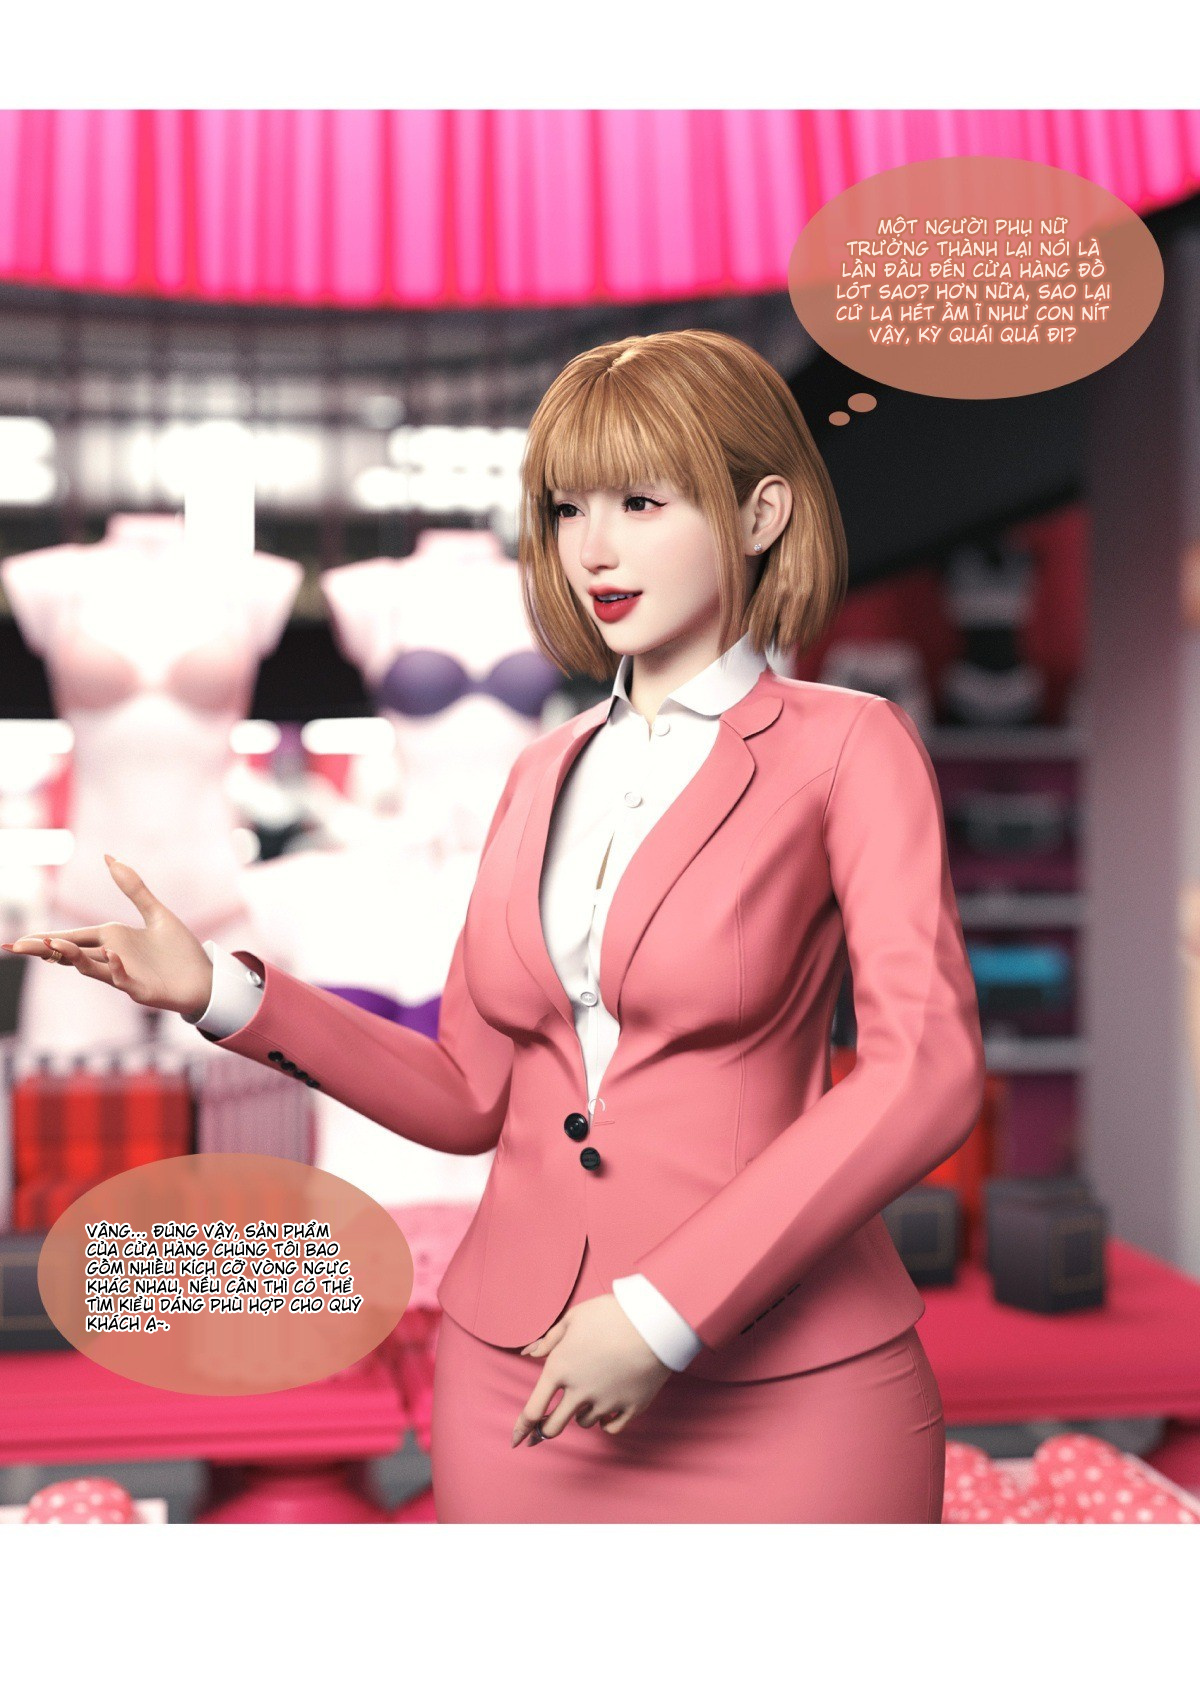 MỘT NGƯỜI PHỤ NỮ
TRƯỞNG THÀNH LẠI NÓI LÀ
LẦN ĐẦU ĐẾN CỬA HÀNG ĐỒ
LÓT SAO? HƠN NỮA, SAO LẠI
CỨ LA HÉT ẦM Ĩ NHƯ CON NÍT
VẬY, KỲ QUÁI QUÁ ĐI?
VÂNG... ĐÚNG VẬY, SẢN PHẨM
CỦA CỬA HÀNG CHÚNG TÔI BAO
GỒM NHIỀU KÍCH CỠ VÒNG NGỰC
KHÁC NHAU, NẾU CẦN THÌ CÓ THỂ
TÌM KIỂU DÁNG PHÙ HỢP CHO QUÝ
KHÁCH Ạ~.